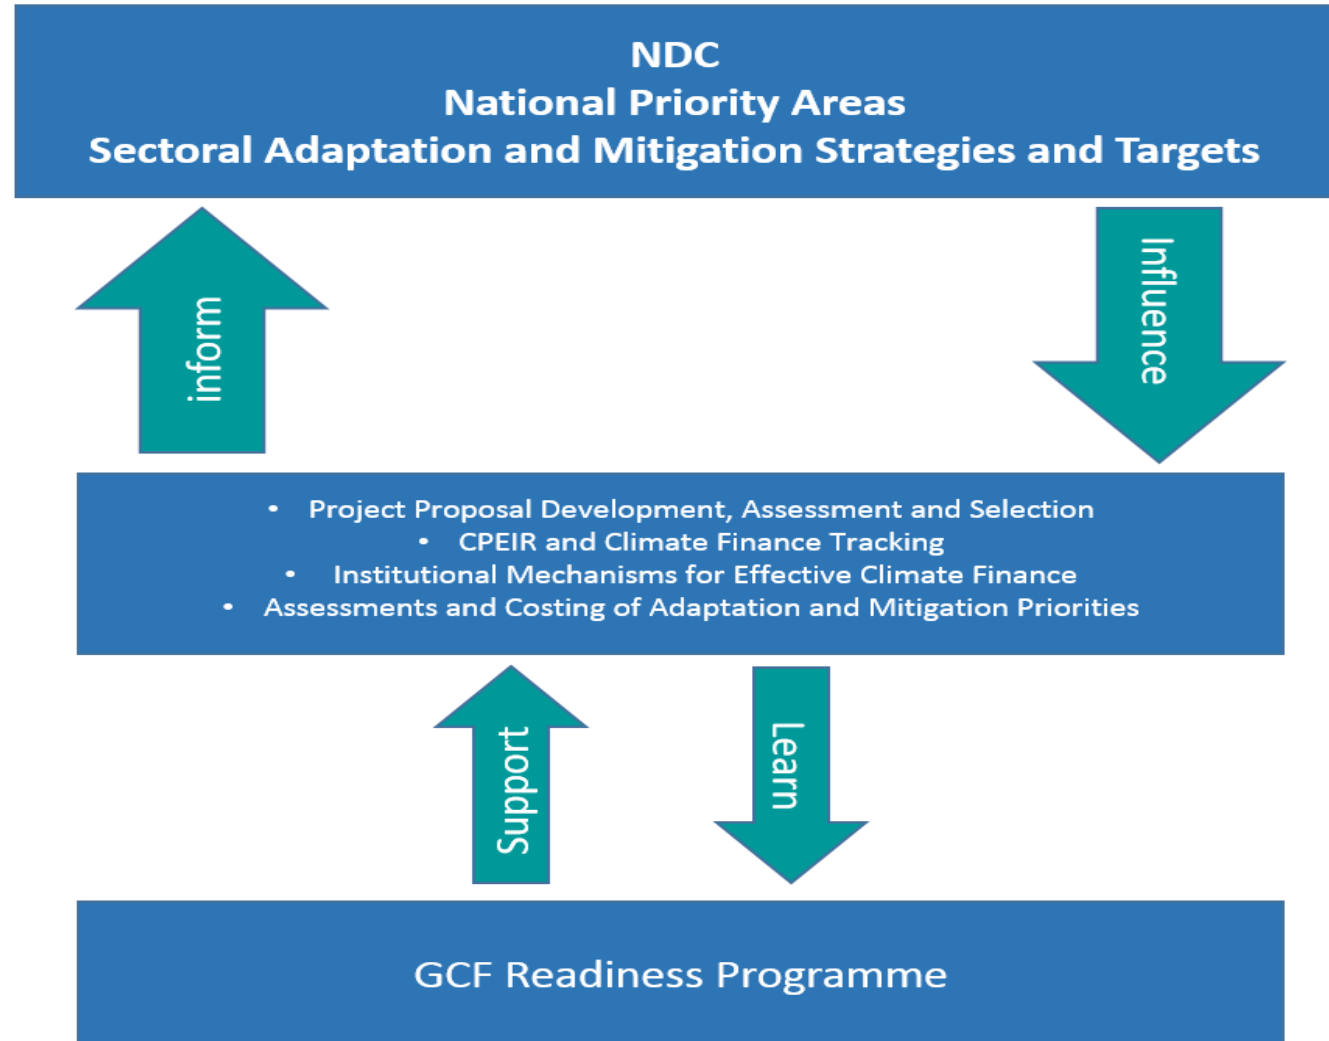 NDC
National Priority Areas
Sectoral Adaptation and Mitigation Strategies and Targets
inform
Influence
• Project Proposal Development, Assessment and Selection
• CPEIR and Climate Finance Tracking
• Institutional Mechanisms for Effective Climate Finance
• Assessments and Costing of Adaptation and Mitigation Priorities
Support
Learn
GCF Readiness Programme